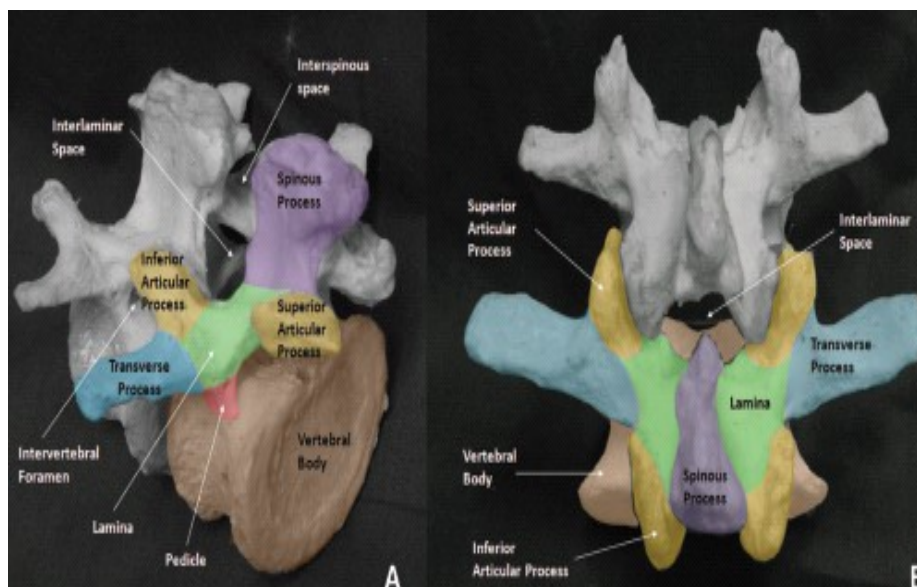 Interspinous
space
Interlaminar
Space
Spinous
Process
Inferior
Articular
Process
Superior
Articular
Process
Transverse
Process
Vertebral
Body
Intervertebral
Foramen
Lamina
Pedicle
A
Superior
Articular
Process
Interlaminar
Space
Transverse
Process
Lamina
Vertebral
Body
Spinous
Process
Inferior
Articular Process